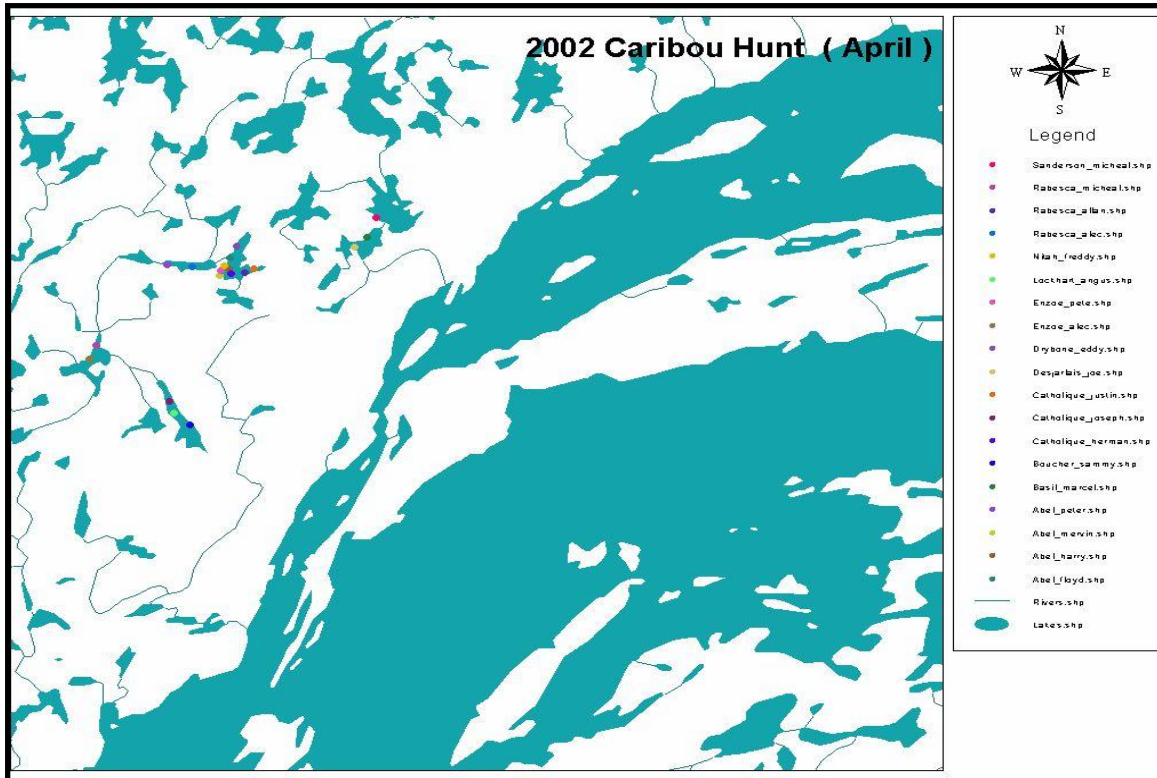 2002 Caribou Hunt ( April )
N
W E
S
Legend
Sanderson_micheal.shp
Rabesca_micheal.shp
Rabesca_allan.shp
Rabesca_alec.shp
Nitah_freddy.shp
Lockhart_angus.shp
Enzoe_pete.shp
Enzoe_alec.shp
Drybone_eddy.shp
Desjarlais_joe.shp
Catholique_justin.shp
Catholique_joseph.shp
Catholique_herman.shp
Boucher_sammy.shp
Basil_marcel.shp
Abel_peter.shp
Abel_mervin.shp
Abel_harry.shp
Abel_floyd.shp
Rivers.shp
Lakes.shp